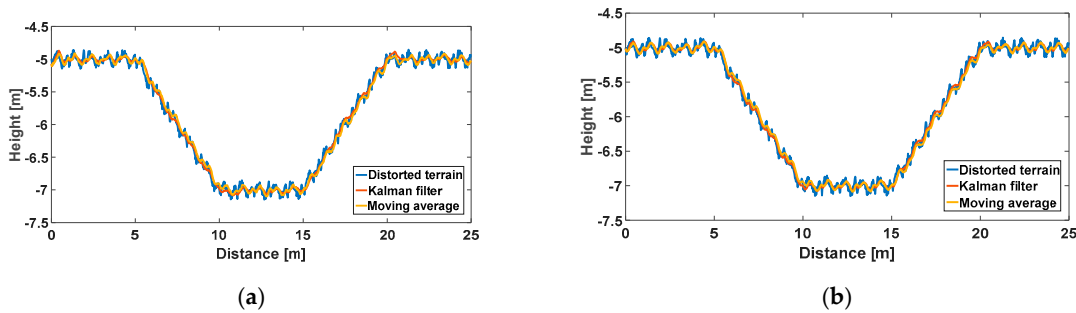 -4.5
-5
-5.5
-6
-6.5
-7
-7.5
Height [m]
0 5 10 15 20 25
Distance [m]
Distorted terrain
Kalman filter
Moving average
(a)
-4.5
-5
-5.5
-6
-6.5
-7
-7.5
Height [m]
0 5 10 15 20 25
Distance [m]
Distorted terrain
Kalman filter
Moving average
(b)